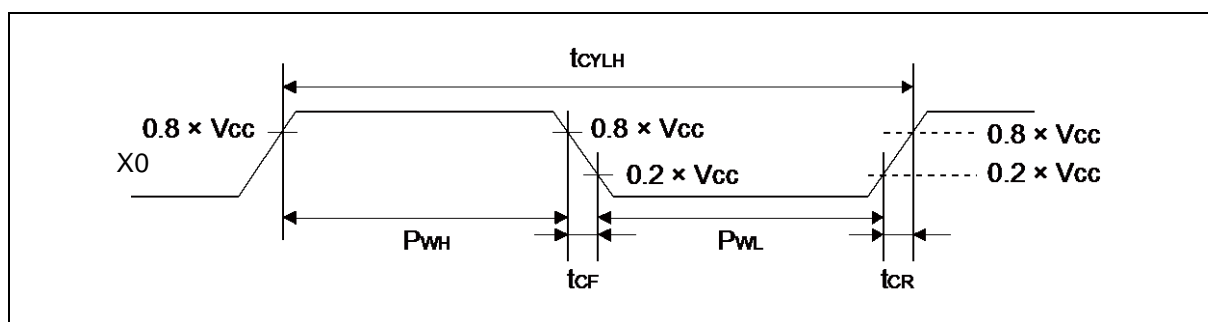 tCYLH
0.8 × VCC
0.8 × VCC
0.8 × VCC
X0
0.2 × VCC
0.2 × VCC
PWH
PWL
tCF
tCR